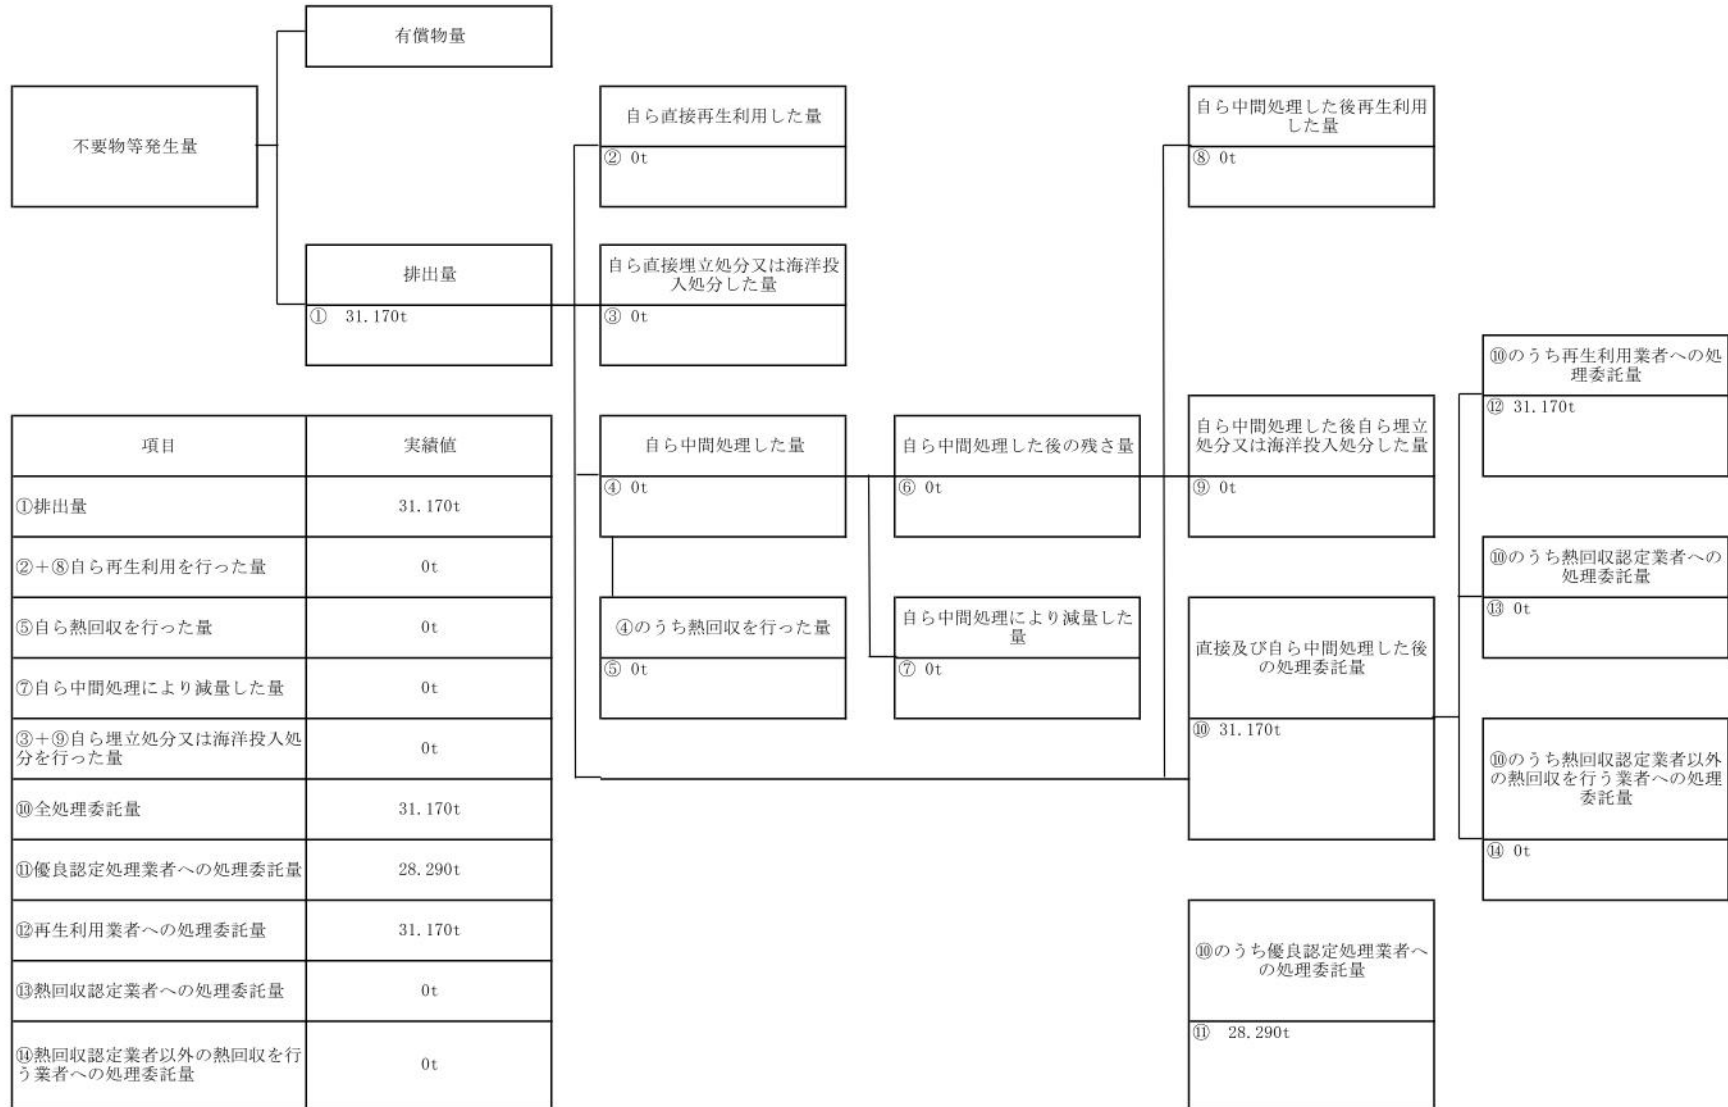 有償物量
不要物等発生量
自ら直接再生利用した量
② 0t
自ら中間処理した後再生利用
した量
⑧ 0t
排出量
① 31.170t
自ら直接埋立処分又は海洋投
入処分した量
③ 0t
⑩のうち再生利用業者への処
理委託量
⑫ 31.170t
自ら中間処理した量
④ 0t
自ら中間処理した後の残さ量
⑥ 0t
自ら中間処理した後自ら埋立
処分又は海洋投入処分した量
⑨ 0t
⑩のうち熱回収認定業者への
処理委託量
⑬ 0t
④のうち熱回収を行った量
⑤ 0t
自ら中間処理により減量した
量
⑦ 0t
直接及び自ら中間処理した後
の処理委託量
⑩ 31.170t
⑩のうち熱回収認定業者以外
の熱回収を行う業者への処理
委託量
⑭ 0t
⑩のうち優良認定処理業者へ
の処理委託量
⑪ 28.290t
項目 実績値
①排出量 31.170t
②+⑧自ら再生利用を行った量 0t
⑤自ら熱回収を行った量 0t
⑦自ら中間処理により減量した量 0t
③+⑨自ら埋立処分又は海洋投入処
分を行った量 0t
⑩全処理委託量 31.170t
⑪優良認定処理業者への処理委託量 28.290t
⑫再生利用業者への処理委託量 31.170t
⑬熱回収認定業者への処理委託量 0t
⑭熱回収認定業者以外の熱回収を行
う業者への処理委託量 0t